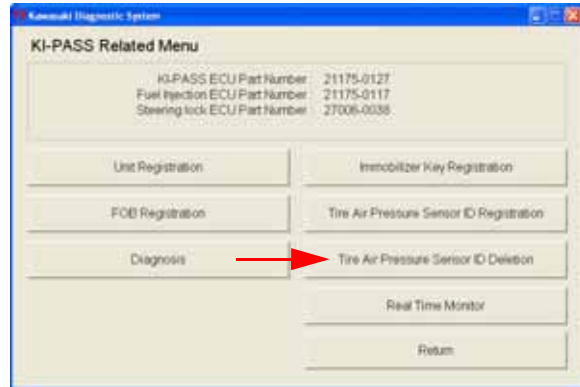 Kawasaki Diagnostic System
KI-PASS Related Menu
KI-PASS ECU Part Number 21175-0127
Fuel Injection ECU Part Number 21175-0117
Steering lock ECU Part Number 27006-0038
Unit Registration
Immobilizer Key Registration
FOB Registration
Tire Air Pressure Sensor ID Registration
Diagnosis
Tire Air Pressure Sensor ID Deletion
Real Time Monitor
Return